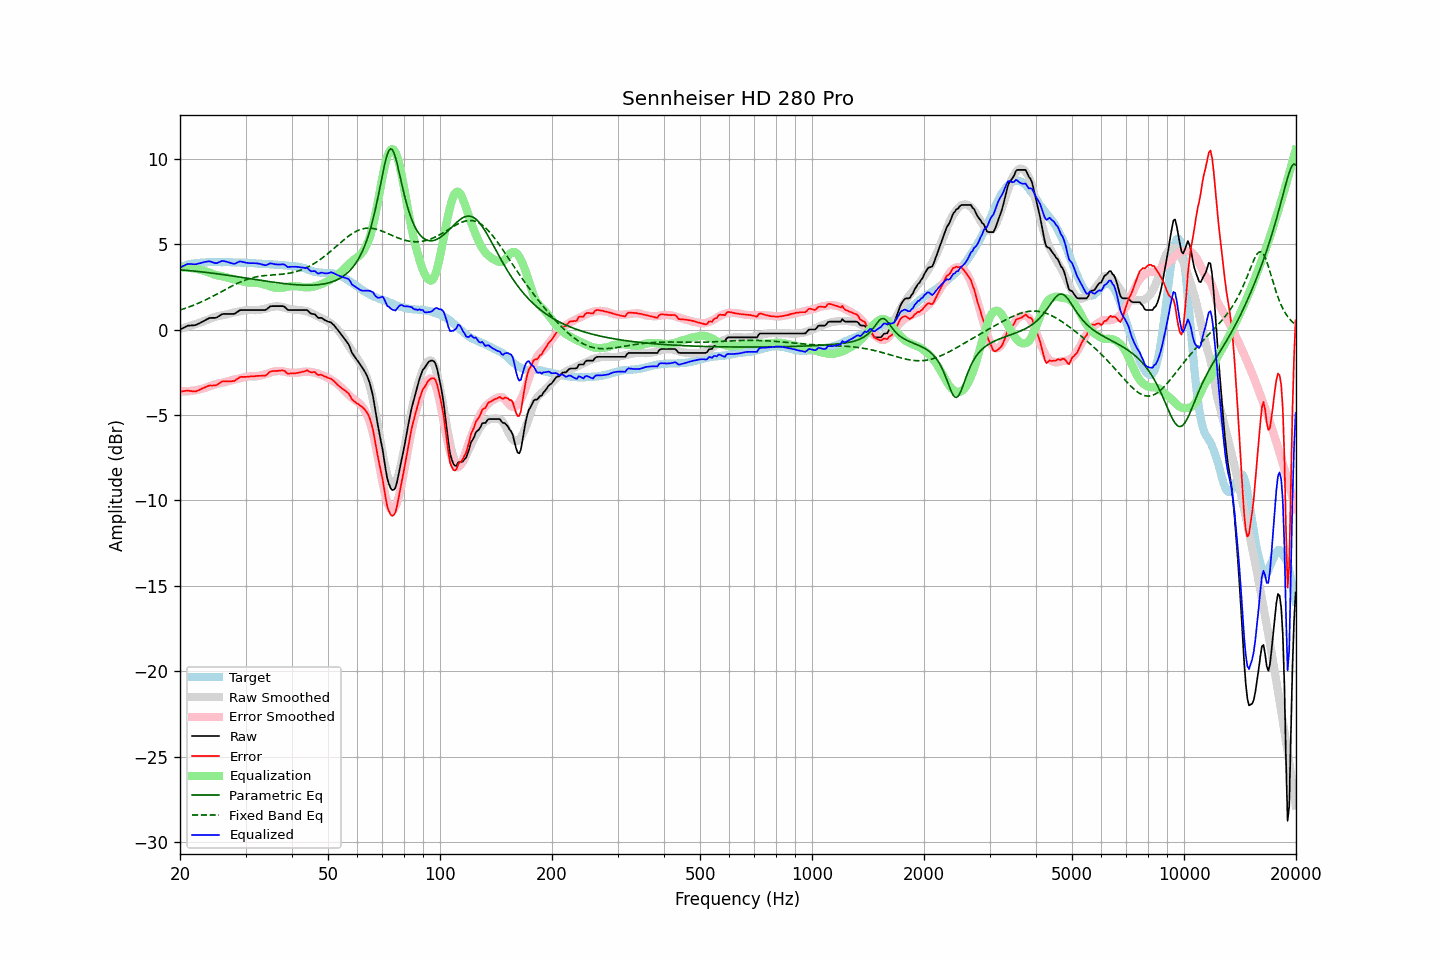 Sennheiser HD 280 Pro
Amplitude (dBr)
10
5
0
−5
−10
−15
−20
−25
−30
Target
Raw Smoothed
Error Smoothed
Raw
Error
Equalization
Parametric Eq
Fixed Band Eq
Equalized
20 50 100 200 500 1000 2000 5000 10000 20000
Frequency (Hz)